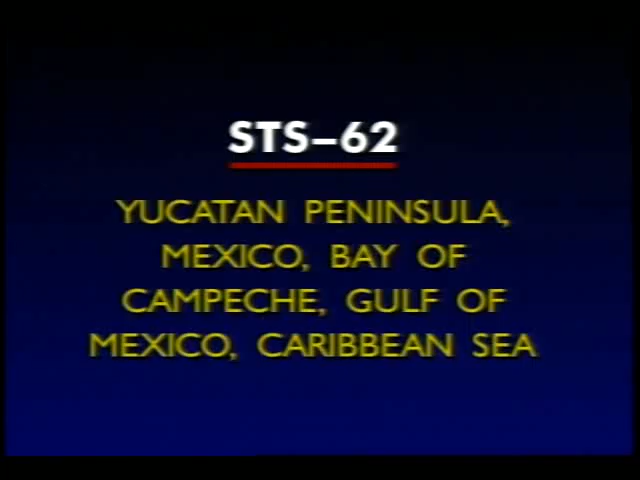 STS–62
YUCATAN PENINSULA,
MEXICO, BAY OF
CAMPECHE, GULF OF
MEXICO, CARIBBEAN SEA